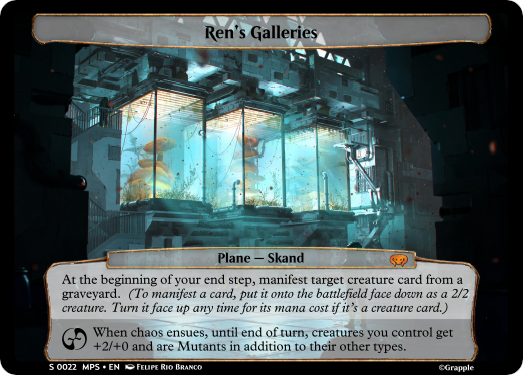 Ren's Galleries
Plane — Skand
At the beginning of your end step, manifest target creature card from a
graveyard. (To manifest a card, put it onto the battlefield face down as a 2/2
creature. Turn it face up any time for its mana cost if it's a creature card.)
When chaos ensues, until end of turn, creatures you control get
+2/+0 and are Mutants in addition to their other types.
S 0022 MPS • EN Felipe Rio Branco
©Grapple